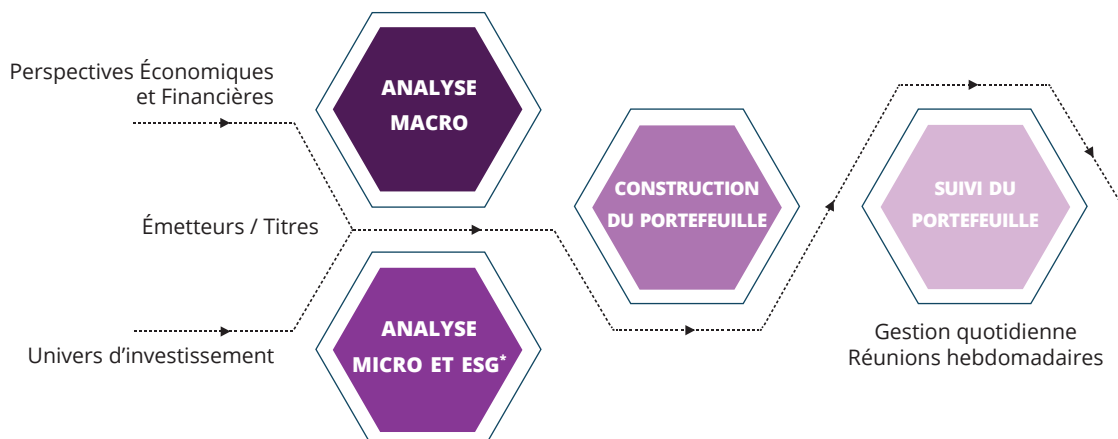 Perspectives Économiques
et Financières
ANALYSE
MACRO
Émetteurs / Titres
Univers d’investissement
ANALYSE
MICRO ET ESG*
CONSTRUCTION
DU PORTEFEUILLE
SUIVI DU
PORTEFEUILLE
Gestion quotidienne
Réunions hebdomadaires